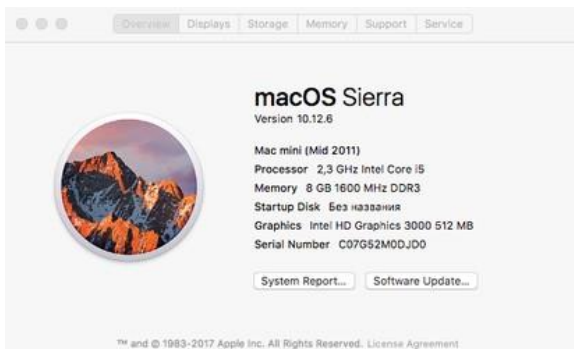 Overview Displays Storage Memory Support Service
macOS Sierra
Version 10.12.6
Mac mini (Mid 2011)
Processor 2,3 GHz Intel Core i5
Memory 8 GB 1600 MHz DDR3
Startup Disk Без названия
Graphics Intel HD Graphics 3000 512 MB
Serial Number C07G52M0DJD0
System Report... Software Update...
™ and © 1983-2017 Apple Inc. All Rights Reserved. License Agreement